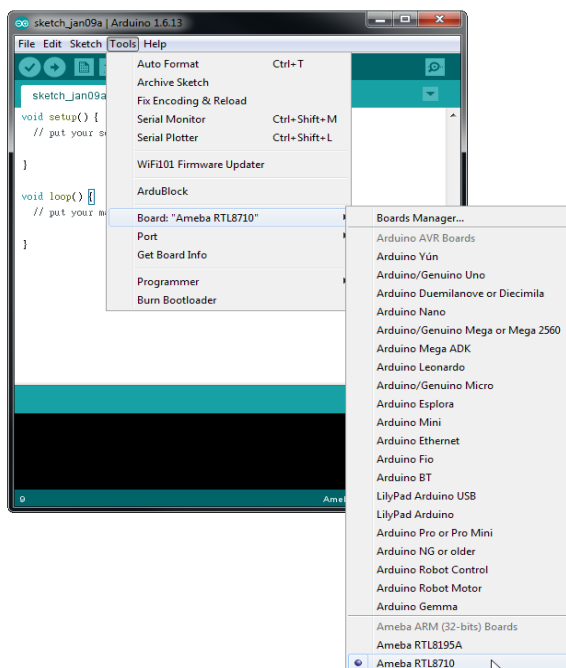 sketch_jan09a | Arduino 1.6.13
File Edit Sketch Tools Help
sketch_jan09a
void setup() {
// put your s
}
void loop() {
// put your m
}
Auto Format Ctrl+T
Archive Sketch
Fix Encoding & Reload
Serial Monitor Ctrl+Shift+M
Serial Plotter Ctrl+Shift+L
WiFi101 Firmware Updater
ArduBlock
Board: "Ameba RTL8710"
Port
Get Board Info
Programmer
Burn Bootloader
9 Ameb
Boards Manager...
Arduino AVR Boards
Arduino Yún
Arduino/Genuino Uno
Arduino Duemilanove or Diecimila
Arduino Nano
Arduino/Genuino Mega or Mega 2560
Arduino Mega ADK
Arduino Leonardo
Arduino/Genuino Micro
Arduino Esplora
Arduino Mini
Arduino Ethernet
Arduino Fio
Arduino BT
LilyPad Arduino USB
LilyPad Arduino
Arduino Pro or Pro Mini
Arduino NG or older
Arduino Robot Control
Arduino Robot Motor
Arduino Gemma
Ameba ARM (32-bits) Boards
Ameba RTL8195A
Ameba RTL8710